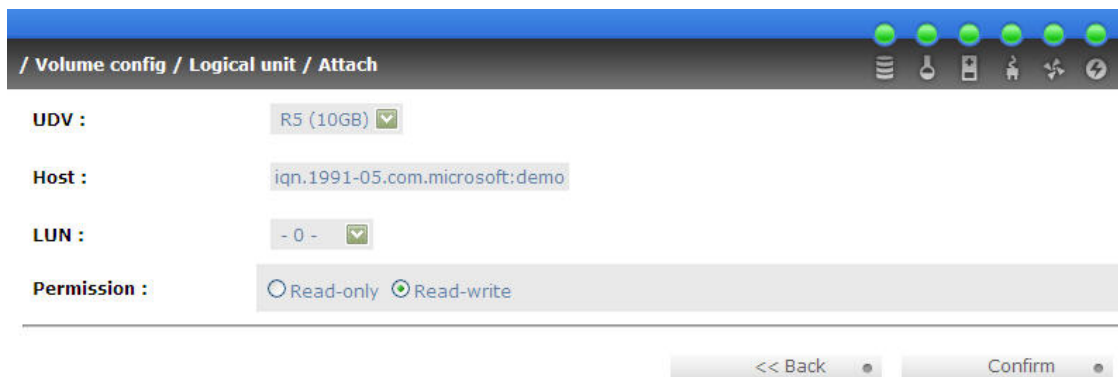 / Volume config / Logical unit / Attach
UDV : R5 (10GB)
Host : iqn.1991-05.com.microsoft:demo
LUN : - 0 -
Permission : Read-only Read-write
<< Back Confirm